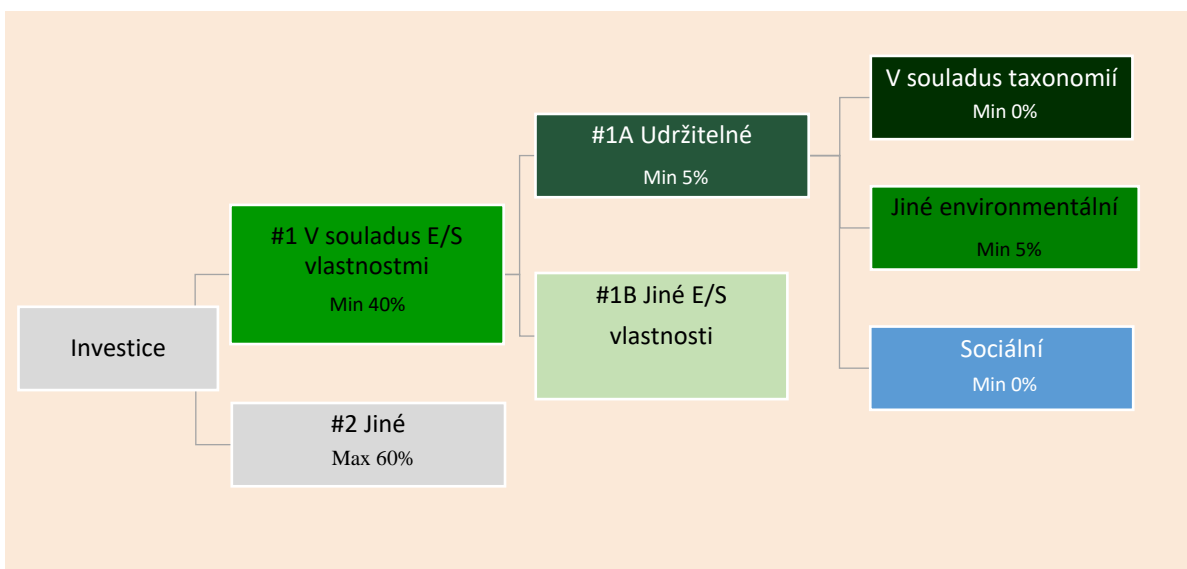 Investice
#1 V souladus E/S
vlastnostmi
Min 40%
#2 Jiné
Max 60%
#1A Udržitelné
Min 5%
#1B Jiné E/S
vlastnosti
V souladus taxonomií
Min 0%
Jiné environmentální
Min 5%
Sociální
Min 0%